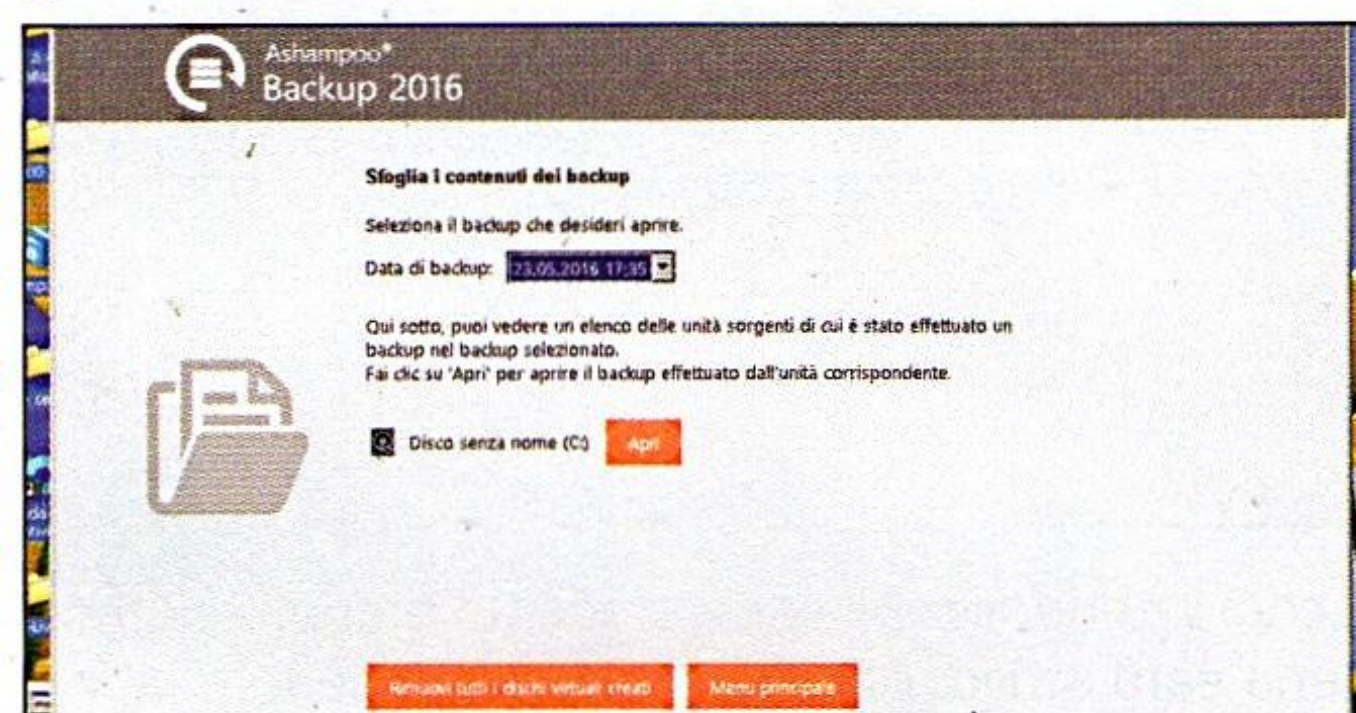 Ashampoo®
Backup 2016
Sfoglia i contenuti dei backup
Seleziona il backup che desideri aprire.
Data di backup: 23.05.2016 17:35
Qui sotto, puoi vedere un elenco delle unità sorgenti di cui è stato effettuato un
backup nel backup selezionato.
Fai clic su 'Apri' per aprire il backup effettuato dall'unità corrispondente.
Disco senza nome (C:) Apri
Rimuovi tutti i dischi virtuali creati Menu principale